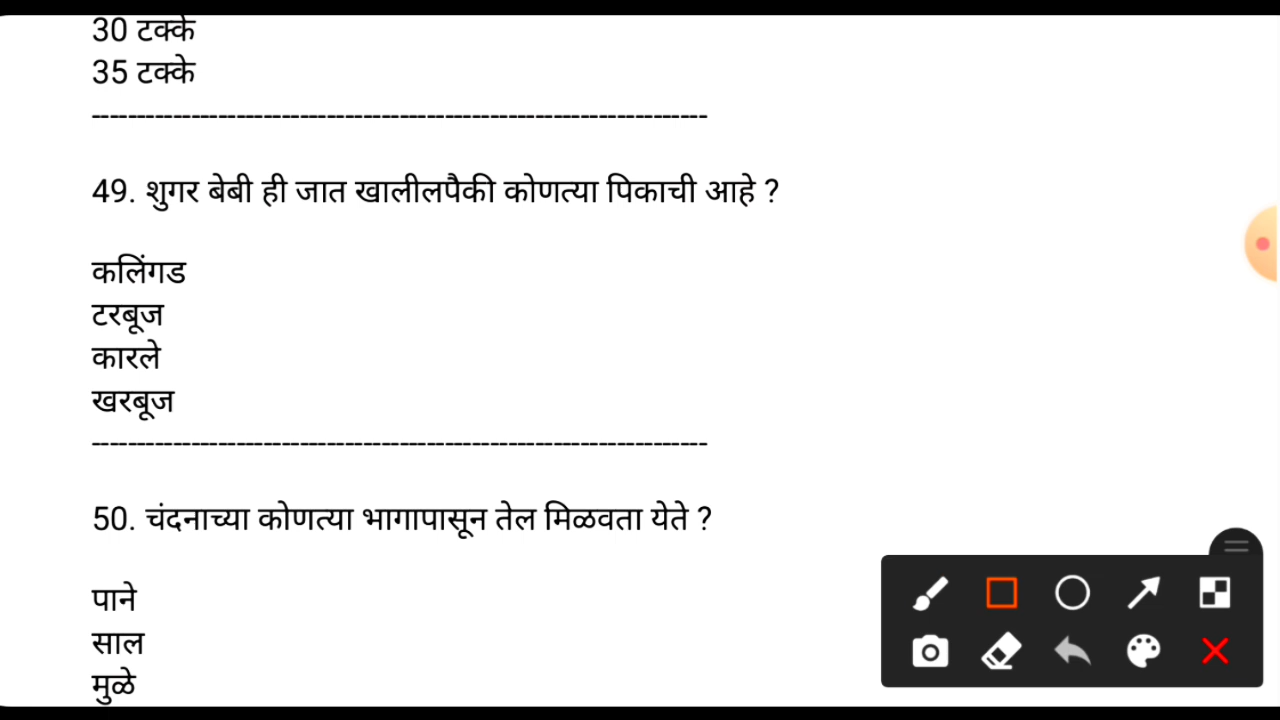 30 टक्के
35 टक्के
--------------------------------------------------------------------
49. शुगर बेबी ही जात खालीलपैकी कोणत्या पिकाची आहे ?
कलिंगड
टरबूज
कारले
खरबूज
--------------------------------------------------------------------
50. चंदनाच्या कोणत्या भागापासून तेल मिळवता येते ?
पाने
साल
मुळे